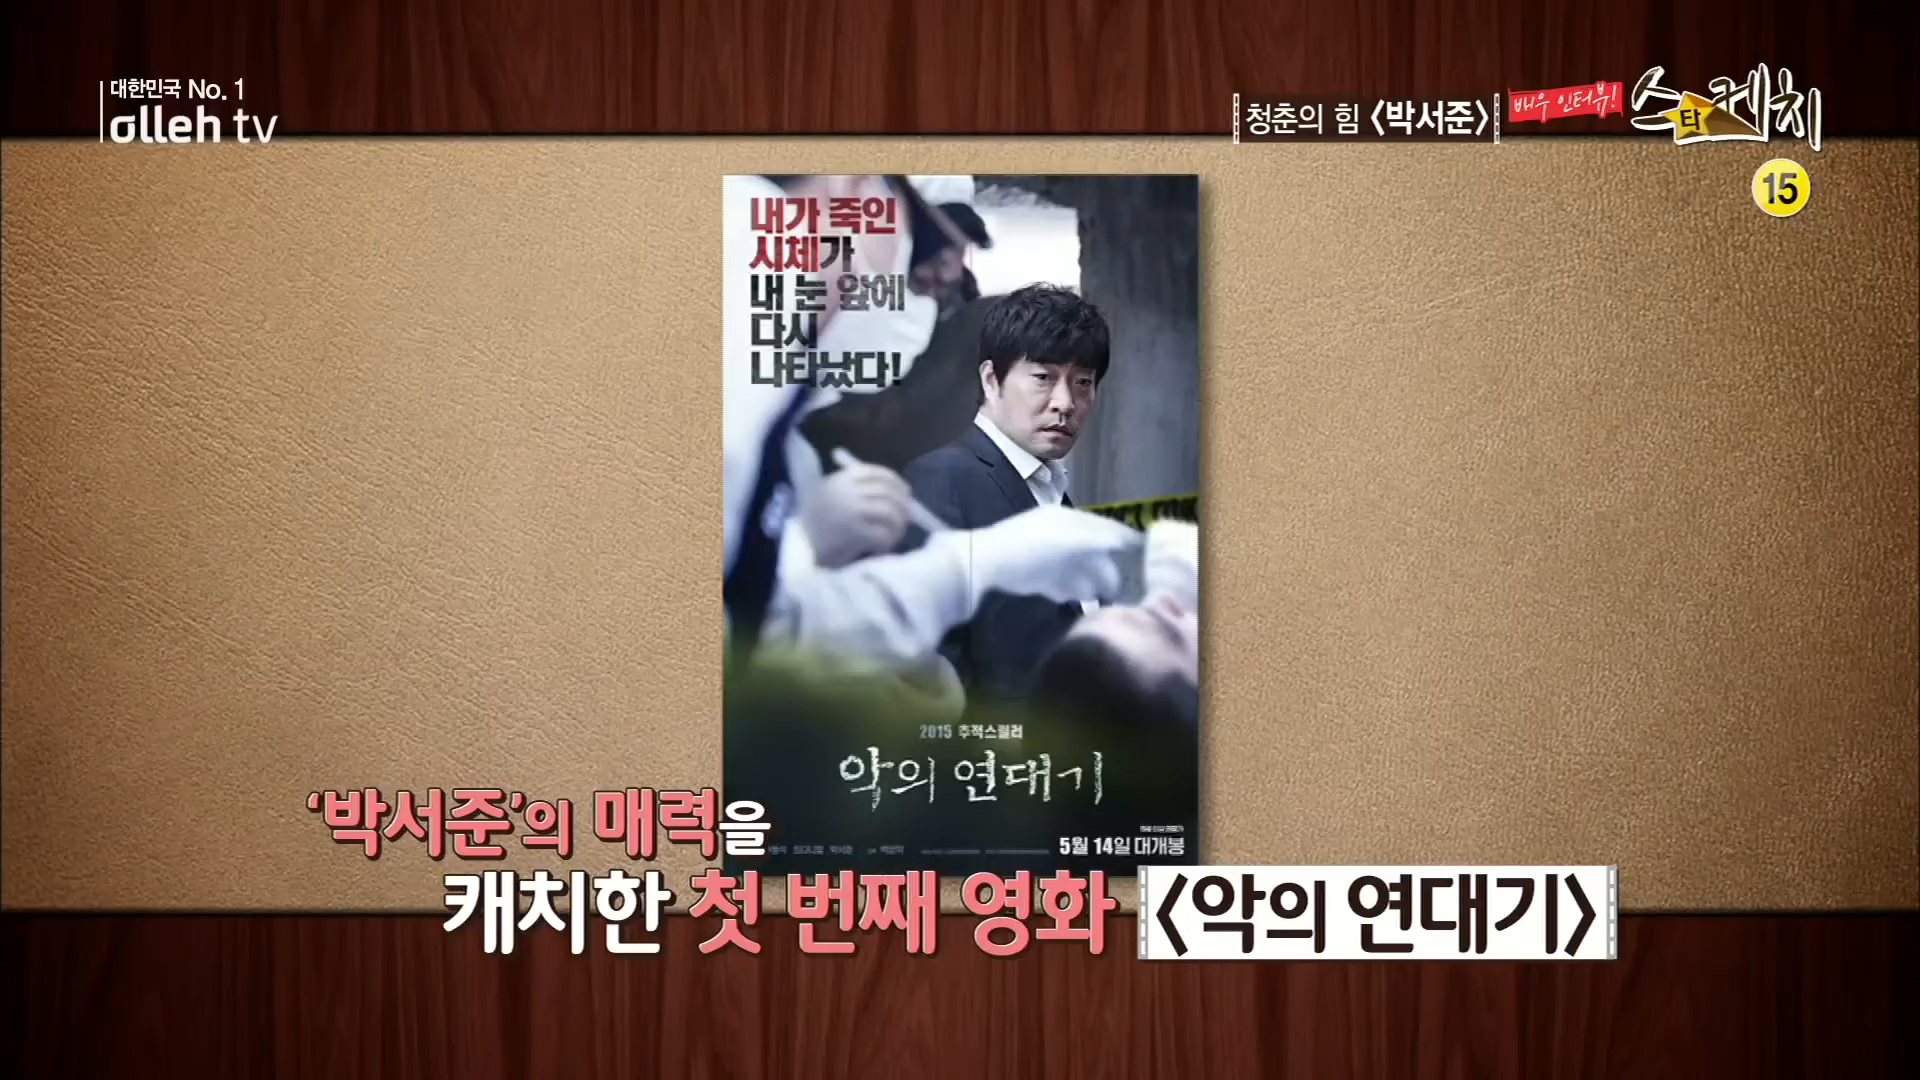 대한민국 No. 1
olleh tv
청춘의 힘 <박서준>
배우 인터뷰!
스타케치
15
내가 죽인
시체가
내 눈 앞에
다시
나타났다!
2015 추적스릴러
악의 연대기
5월 14일 대개봉
'박서준'의 매력을
캐치한 첫 번째 영화 <악의 연대기>